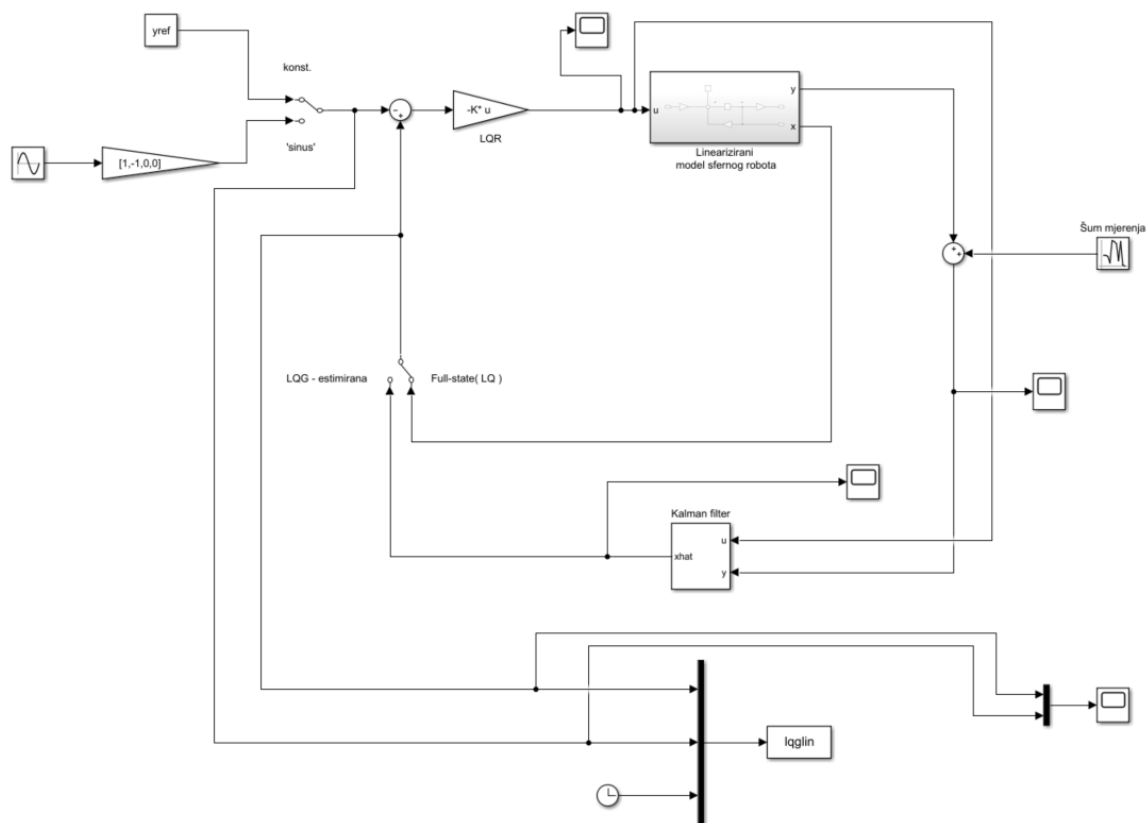 yref
konst.
'sinus'
[1,-1,0,0]
-K* u
LQR
u
y
x
Linearizirani
model sfernog robota
Šum mjerenja
LQG - estimirana
Full-state( LQ )
Kalman filter
u
xhat
y
lqglin